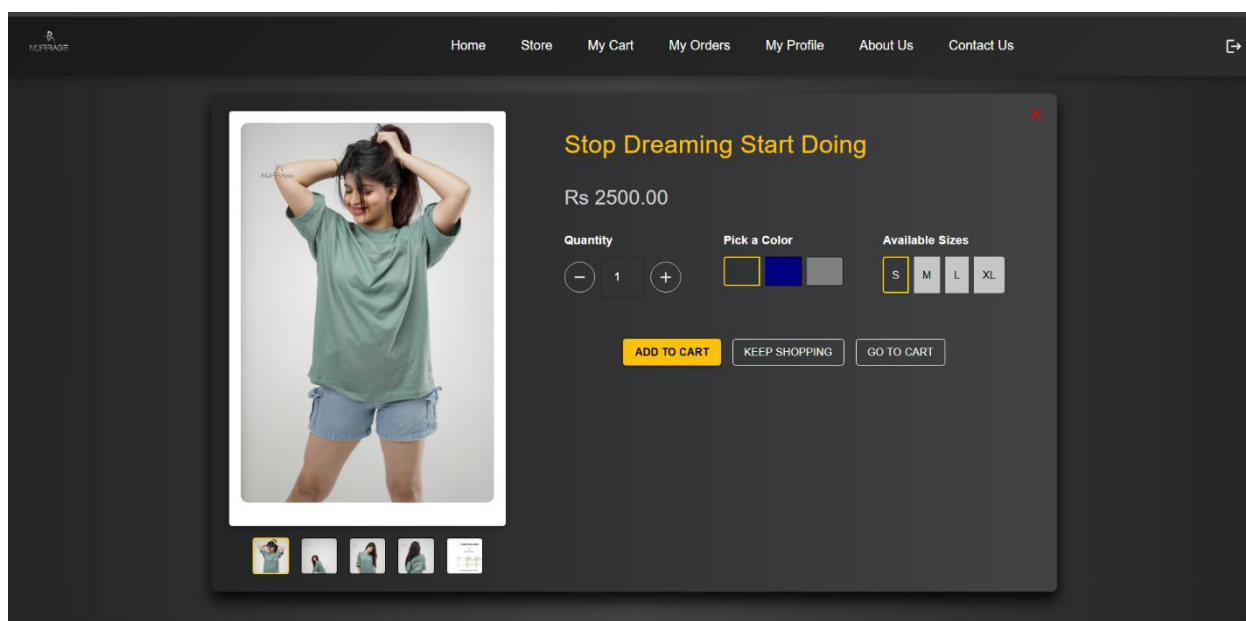 NOIRRAGE
Home Store My Cart My Orders My Profile About Us Contact Us
Stop Dreaming Start Doing
Rs 2500.00
Quantity Pick a Color Available Sizes
1 S M L XL
ADD TO CART KEEP SHOPPING GO TO CART